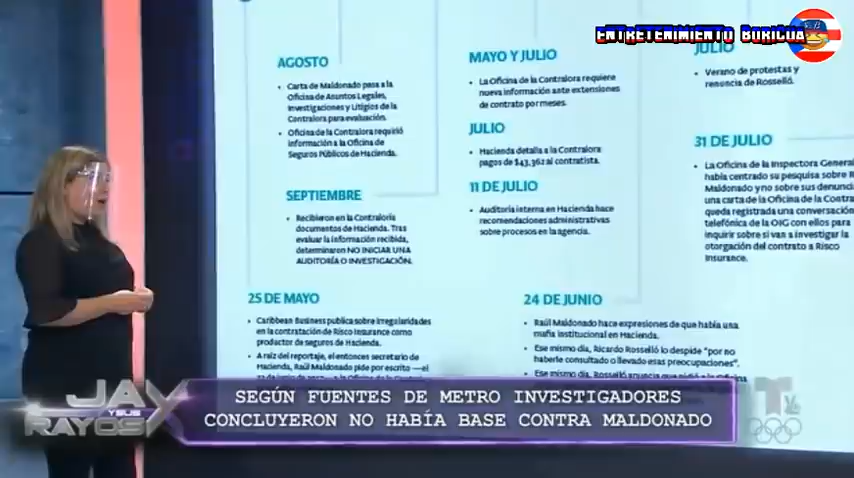 ENTRETENIMIENTO BORICUA
AGOSTO
• Carta de Maldonado pasa a la
Oficina de Asuntos Legales,
Investigaciones y Litigios de la
Contralora para evaluación.
• Oficina de la Contralora requirió
información a la Oficina de
Seguros Públicos de Hacienda.
SEPTIEMBRE
• Recibieron en la Contraloría
documentos de Hacienda. Tras
evaluar la información recibida,
determinaron NO INICIAR UNA
AUDITORÍA O INVESTIGACIÓN.
25 DE MAYO
• Caribbean Business publica sobre irregularidades
en la contratación de Risco Insurance como
productor de seguros de Hacienda.
• A raíz del reportaje, el entonces secretario de
Hacienda, Raúl Maldonado pide por escrito —el
MAYO Y JULIO
• La Oficina de la Contralora requiere
nueva información ante extensiones
de contrato por meses.
JULIO
• Hacienda detalla a la Contralora
pagos de $43,362 al contratista.
11 DE JULIO
• Auditoría interna en Hacienda hace
recomendaciones administrativas
sobre procesos en la agencia.
24 DE JUNIO
• Raúl Maldonado hace expresiones de que había una
mafia institucional en Hacienda.
• Ese mismo día, Ricardo Rosselló lo despide "por no
haberle consultado o llevado esas preocupaciones".
• Ese mismo día, Rosselló anuncia que pidió a la Oficina
JULIO
• Verano de protestas y
renuncia de Rosselló.
31 DE JULIO
• La Oficina de la Inspectora General
había centrado su pesquisa sobre R
Maldonado y no sobre sus denunci
una carta de la Oficina de la Contra
queda registrada una conversación
telefónica de la OIG con ellos para
inquirir sobre si van a investigar la
otorgación del contrato a Risco
Insurance.
JAY
Y SUS
RAYOS X
SEGÚN FUENTES DE METRO INVESTIGADORES
CONCLUYERON NO HABÍA BASE CONTRA MALDONADO
T